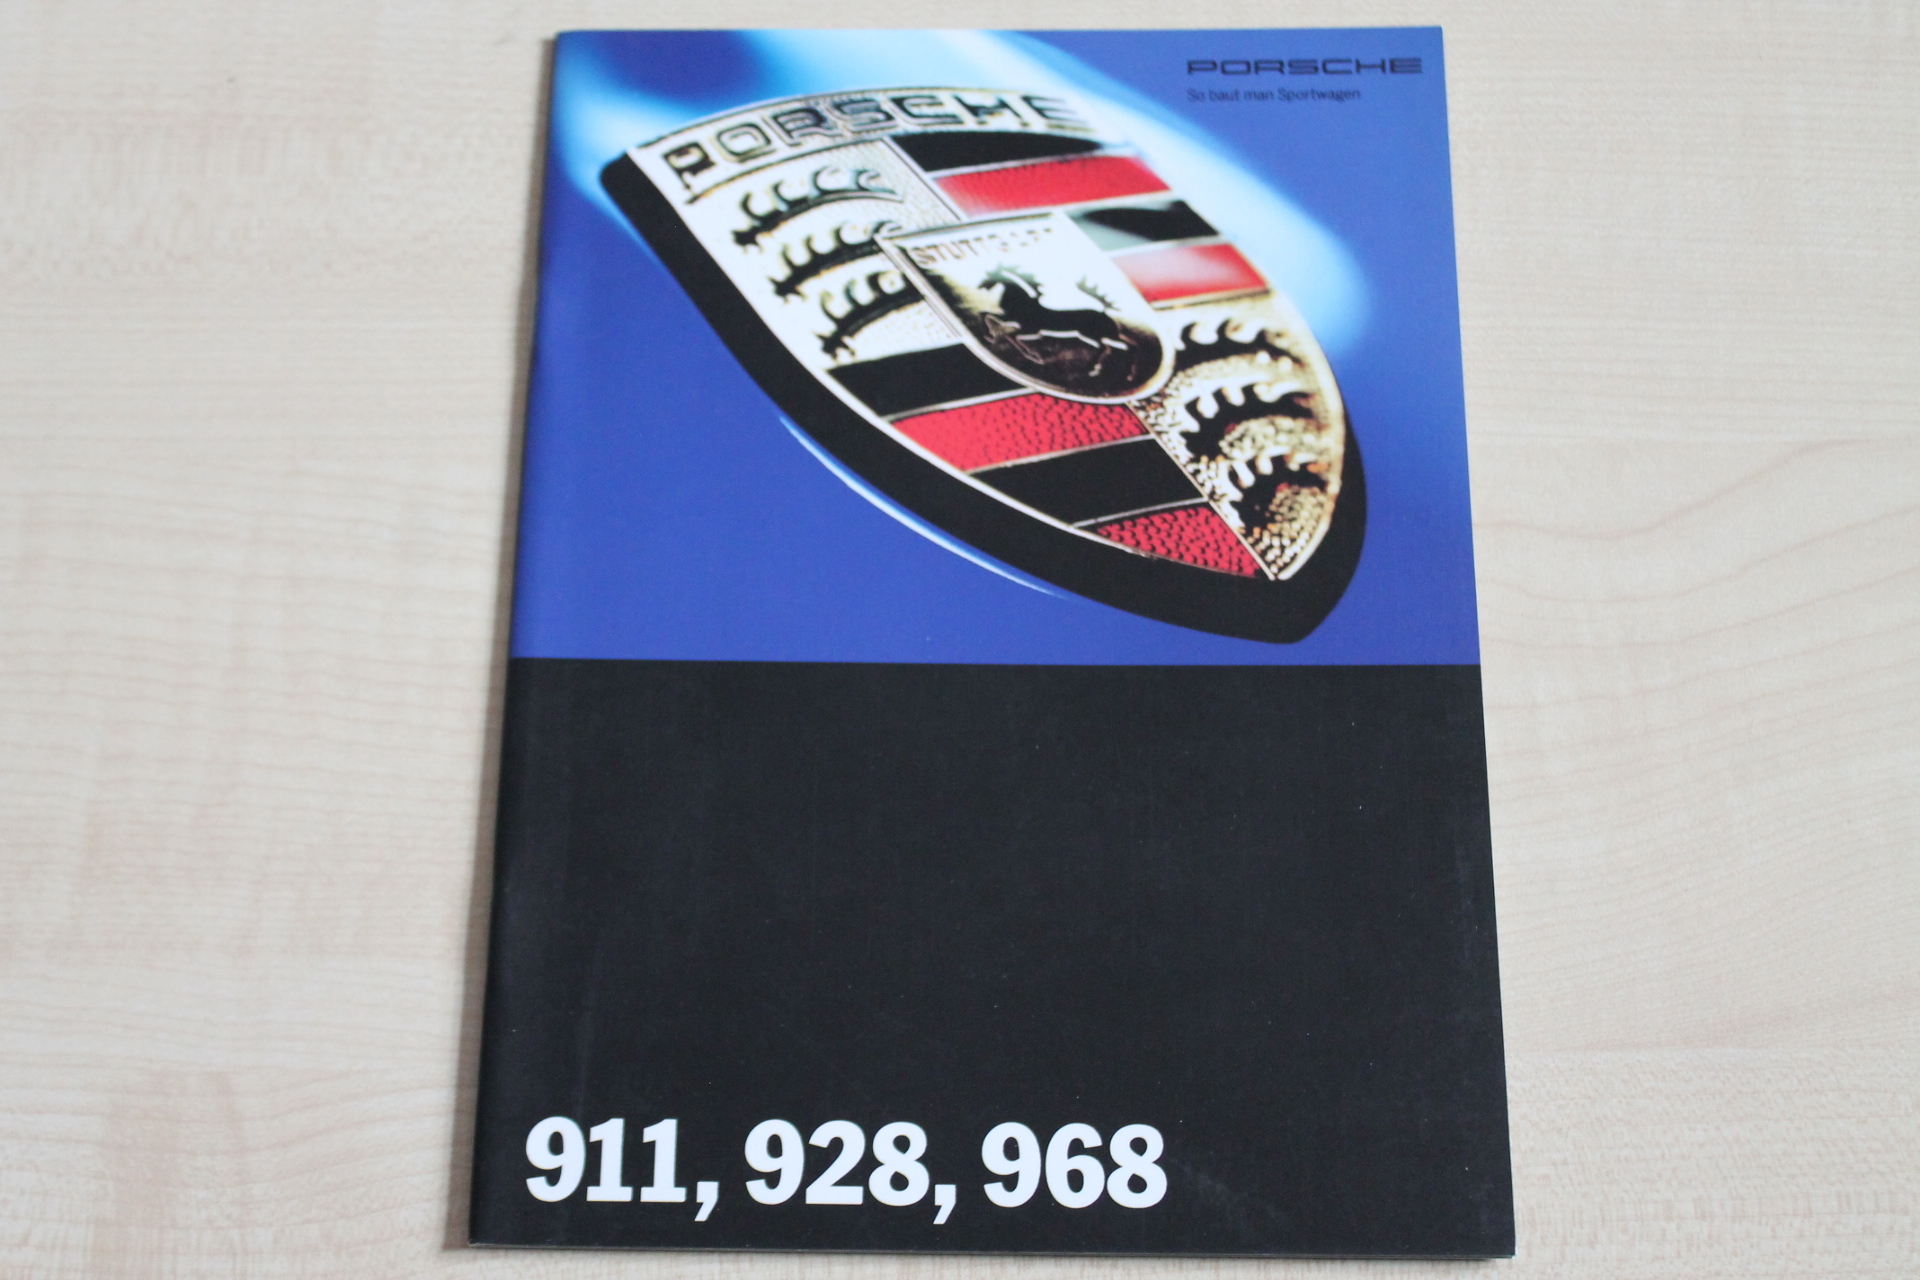 PORSCHE
So baut man Sportwagen
PORSCHE
STUTTGART
911, 928, 968